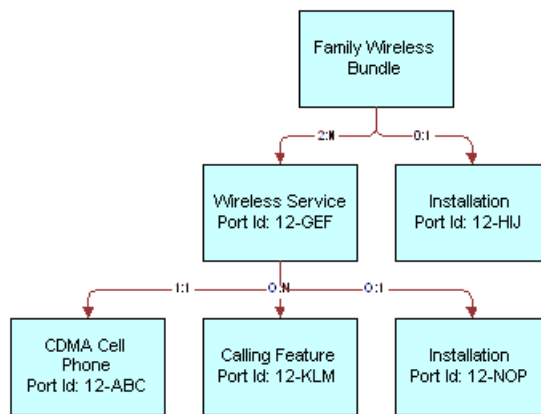 Family Wireless
Bundle
2:N
0:1
Wireless Service
Port Id: 12-GEF
Installation
Port Id: 12-HIJ
1:1
0:N
0:1
CDMA Cell
Phone
Port Id: 12-ABC
Calling Feature
Port Id: 12-KLM
Installation
Port Id: 12-NOP